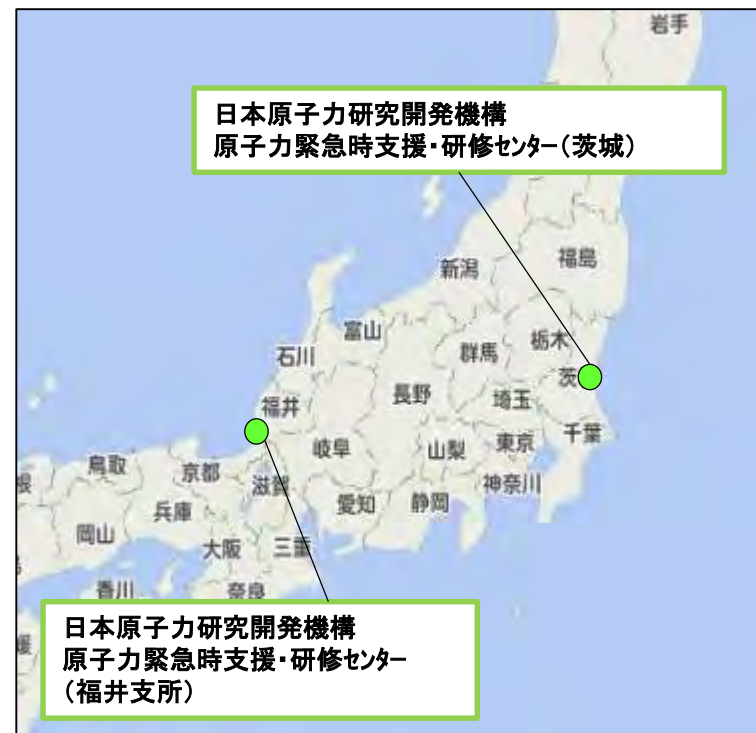 岩手
日本原子力研究開発機構
原子力緊急時支援・研修センター(茨城)
福島
新潟
富山
栃木
石川
群馬
茨
長野
埼玉
福井
千葉
岐阜
山梨
東京
鳥取
京都
滋賀
神奈川
兵庫
愛知
静岡
岡山
大阪
三重
香川
奈良
日本原子力研究開発機構
原子力緊急時支援・研修センター
(福井支所)